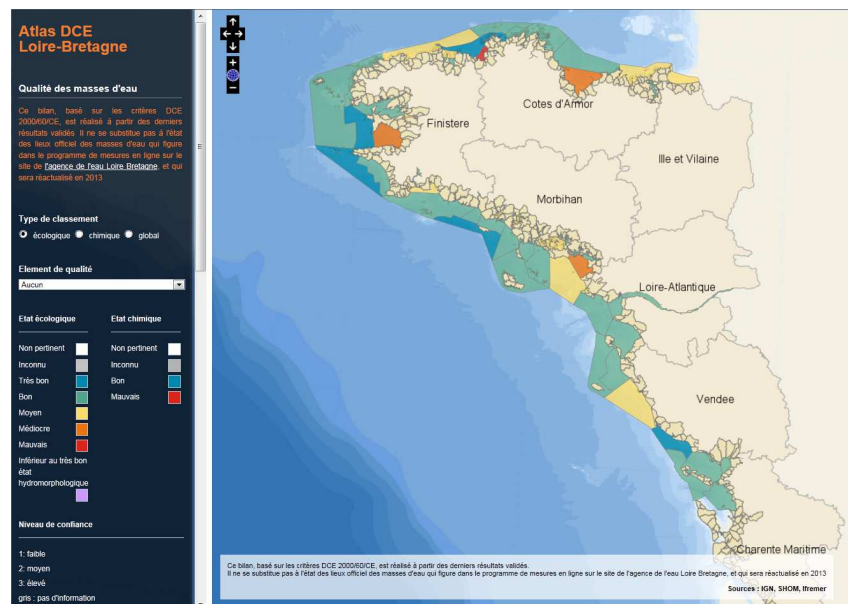 Atlas DCE
Loire-Bretagne
Qualité des masses d'eau
Ce bilan, basé sur les critères DCE
2000/60/CE, est réalisé à partir des derniers
résultats validés. Il ne se substitue pas à l'état
des lieux officiel des masses d'eau qui figure
dans le programme de mesures en ligne sur le
site de l'agence de l'eau Loire Bretagne, et qui
sera réactualisé en 2013
Type de classement
écologique chimique global
Element de qualité
Aucun
Etat écologique Etat chimique
Non pertinent Non pertinent
Inconnu Inconnu
Très bon Bon
Bon Mauvais
Moyen
Médiocre
Mauvais
Inférieur au très bon
état
hydromorphologique
Niveau de confiance
1: faible
2: moyen
3: élevé
gris : pas d'information
Cotes d'Armor
Finistere
Ille et Vilaine
Morbihan
Loire-Atlantique
Vendee
Charente Maritime
Ce bilan, basé sur les critères DCE 2000/60/CE, est réalisé à partir des derniers résultats validés.
Il ne se substitue pas à l'état des lieux officiel des masses d'eau qui figure dans le programme de mesures en ligne sur le site de l'agence de l'eau Loire Bretagne, et qui sera réactualisé en 2013
Sources : IGN, SHOM, Ifremer